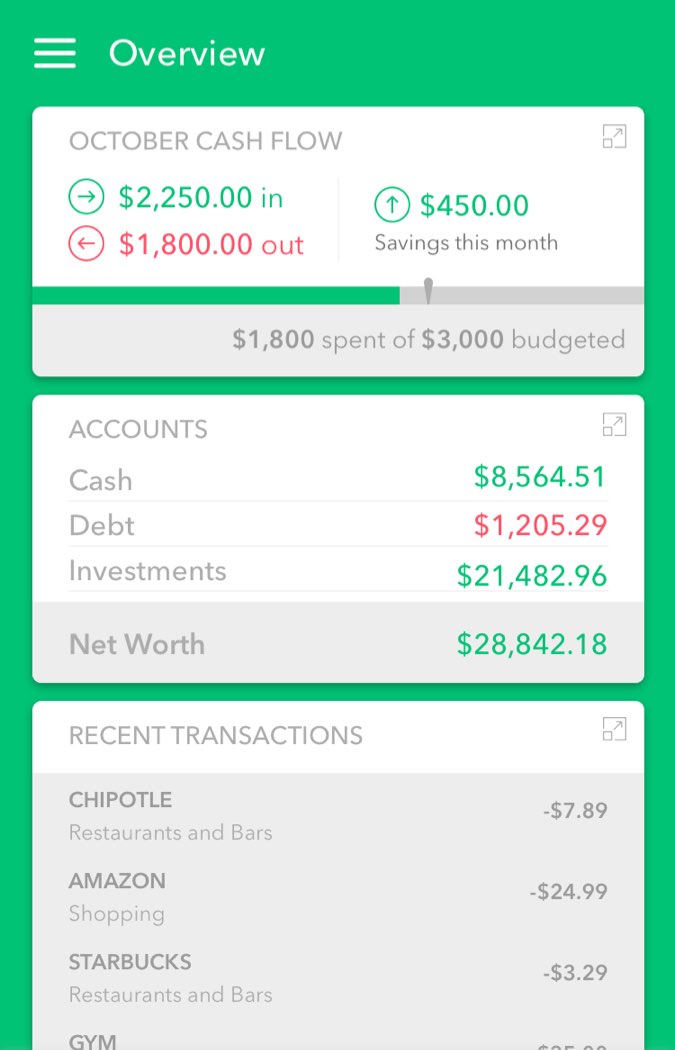 Overview
OCTOBER CASH FLOW
$2,250.00 in
$1,800.00 out
$450.00
Savings this month
$1,800 spent of $3,000 budgeted
ACCOUNTS
Cash $8,564.51
Debt $1,205.29
Investments $21,482.96
Net Worth $28,842.18
RECENT TRANSACTIONS
CHIPOTLE
-$7.89
Restaurants and Bars
AMAZON
-$24.99
Shopping
STARBUCKS
-$3.29
Restaurants and Bars
GYM